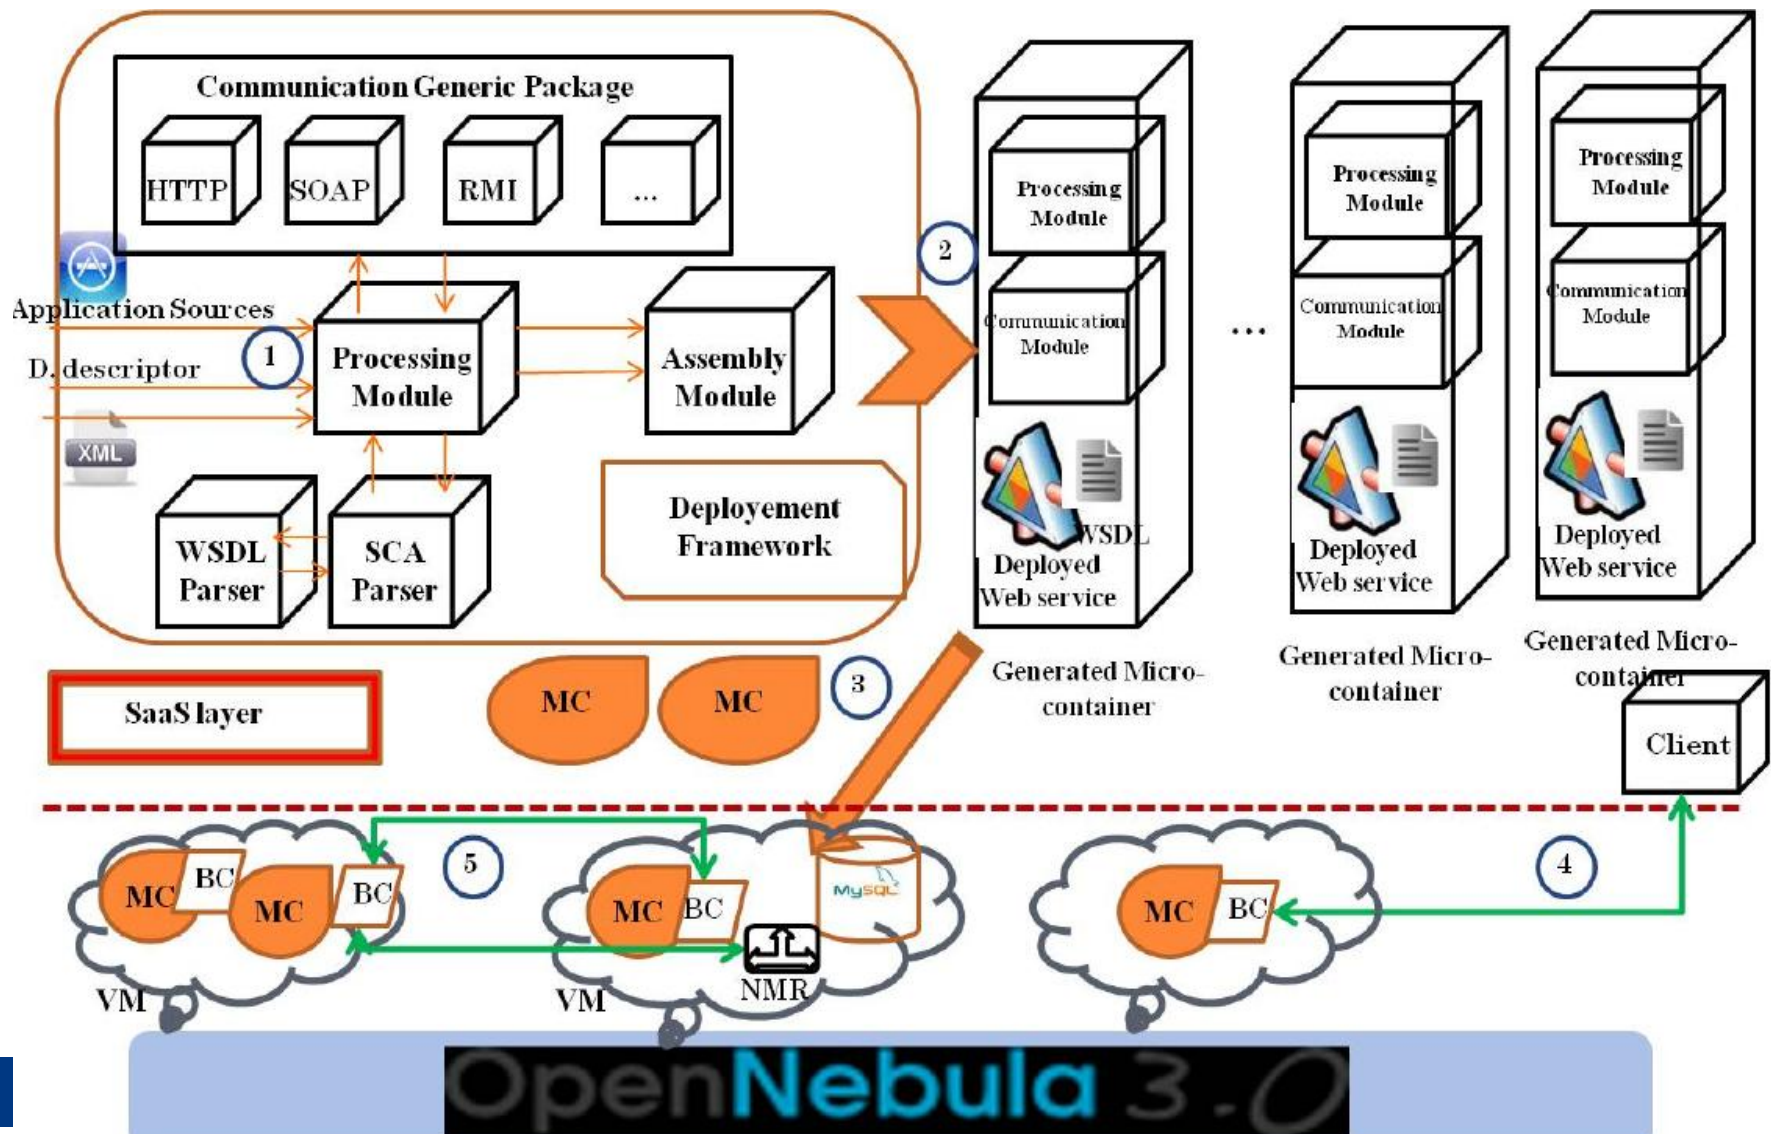 Communication Generic Package
HTTP
SOAP
RMI
...
Application Sources
1
D. descriptor
XML
Processing
Module
Assembly
Module
WSDL
Parser
SCA
Parser
Deployement
Framework
2
Processing
Module
Communication
Module
WSDL
Deployed
Web service
Generated Micro-
container
...
Processing
Module
Communication
Module
Deployed
Web service
Generated Micro-
container
Processing
Module
Communication
Module
Deployed
Web service
Generated Micro-
container
SaaS layer
MC
MC
3
Client
MC
BC
MC
BC
VM
5
MC
BC
MySQL
NMR
VM
MC
BC
4
OpenNebula 3.0